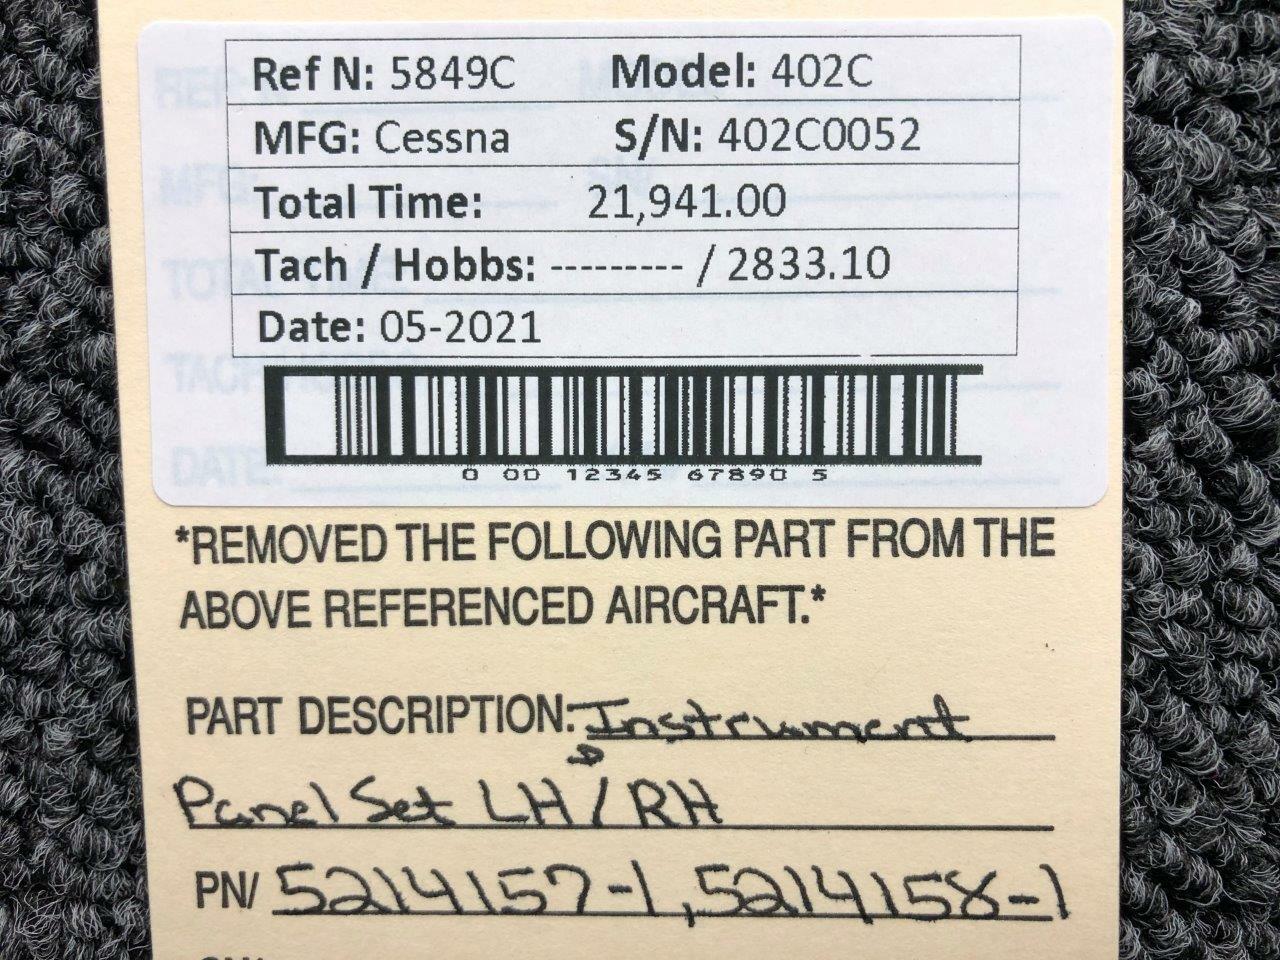 Ref N: 5849C Model: 402C
MFG: Cessna S/N: 402C0052
Total Time: 21,941.00
Tach / Hobbs: --------- / 2833.10
Date: 05-2021
0 00 12345 67890 5
*REMOVED THE FOLLOWING PART FROM THE
ABOVE REFERENCED AIRCRAFT.*
PART DESCRIPTION: Instrument
Panel Set LH/RH
PN/ 5214157-1, 5214158-1